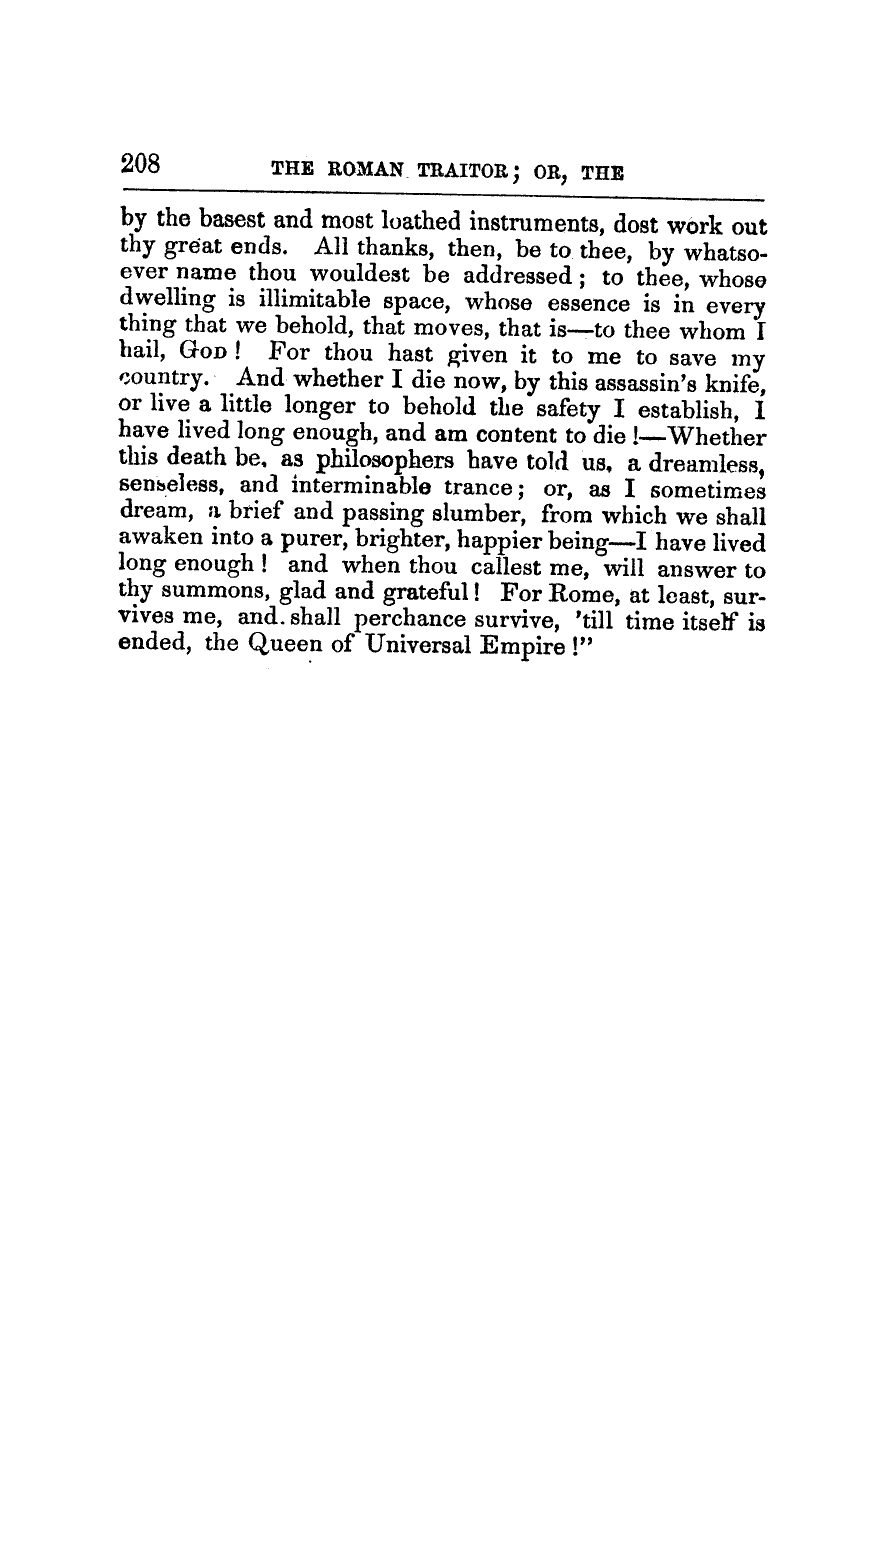 208 THE ROMAN TRAITOR; OR, THE
by the basest and most loathed instruments, dost work out
thy great ends. All thanks, then, be to thee, by whatso-
ever name thou wouldest be addressed; to thee, whose
dwelling is illimitable space, whose essence is in every
thing that we behold, that moves, that is—to thee whom I
hail, GOD! For thou hast given it to me to save my
country. And whether I die now, by this assassin's knife,
or live a little longer to behold the safety I establish, I
have lived long enough, and am content to die!—Whether
this death be, as philosophers have told us, a dreamless,
senseless, and interminable trance; or, as I sometimes
dream, a brief and passing slumber, from which we shall
awaken into a purer, brighter, happier being—I have lived
long enough! and when thou callest me, will answer to
thy summons, glad and grateful! For Rome, at least, sur-
vives me, and shall perchance survive, 'till time itself is
ended, the Queen of Universal Empire!"